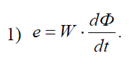 1) e = W · dΦ/dt.